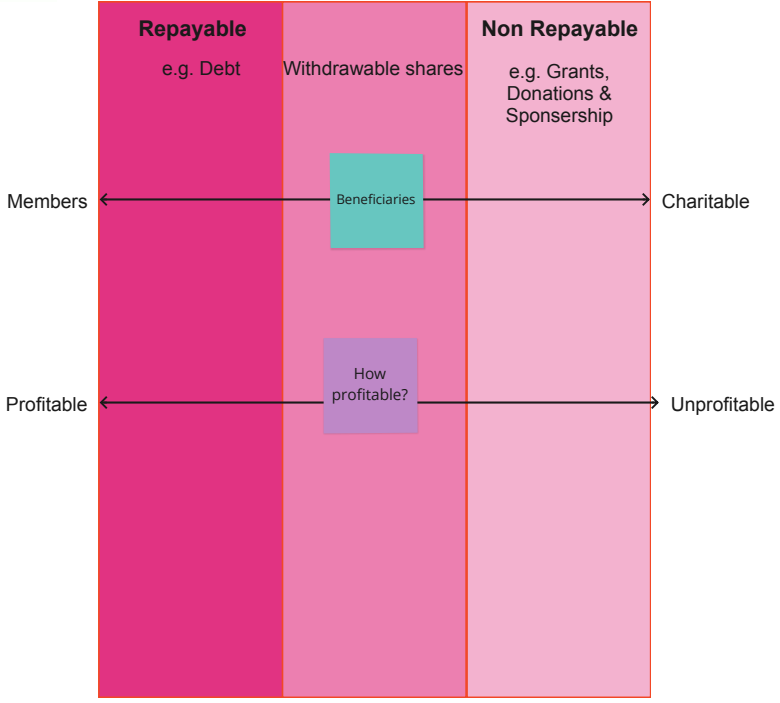 Repayable
e.g. Debt
Withdrawable shares
Non Repayable
e.g. Grants,
Donations &
Sponsership
Members
Beneficiaries
Charitable
Profitable
How
profitable?
Unprofitable